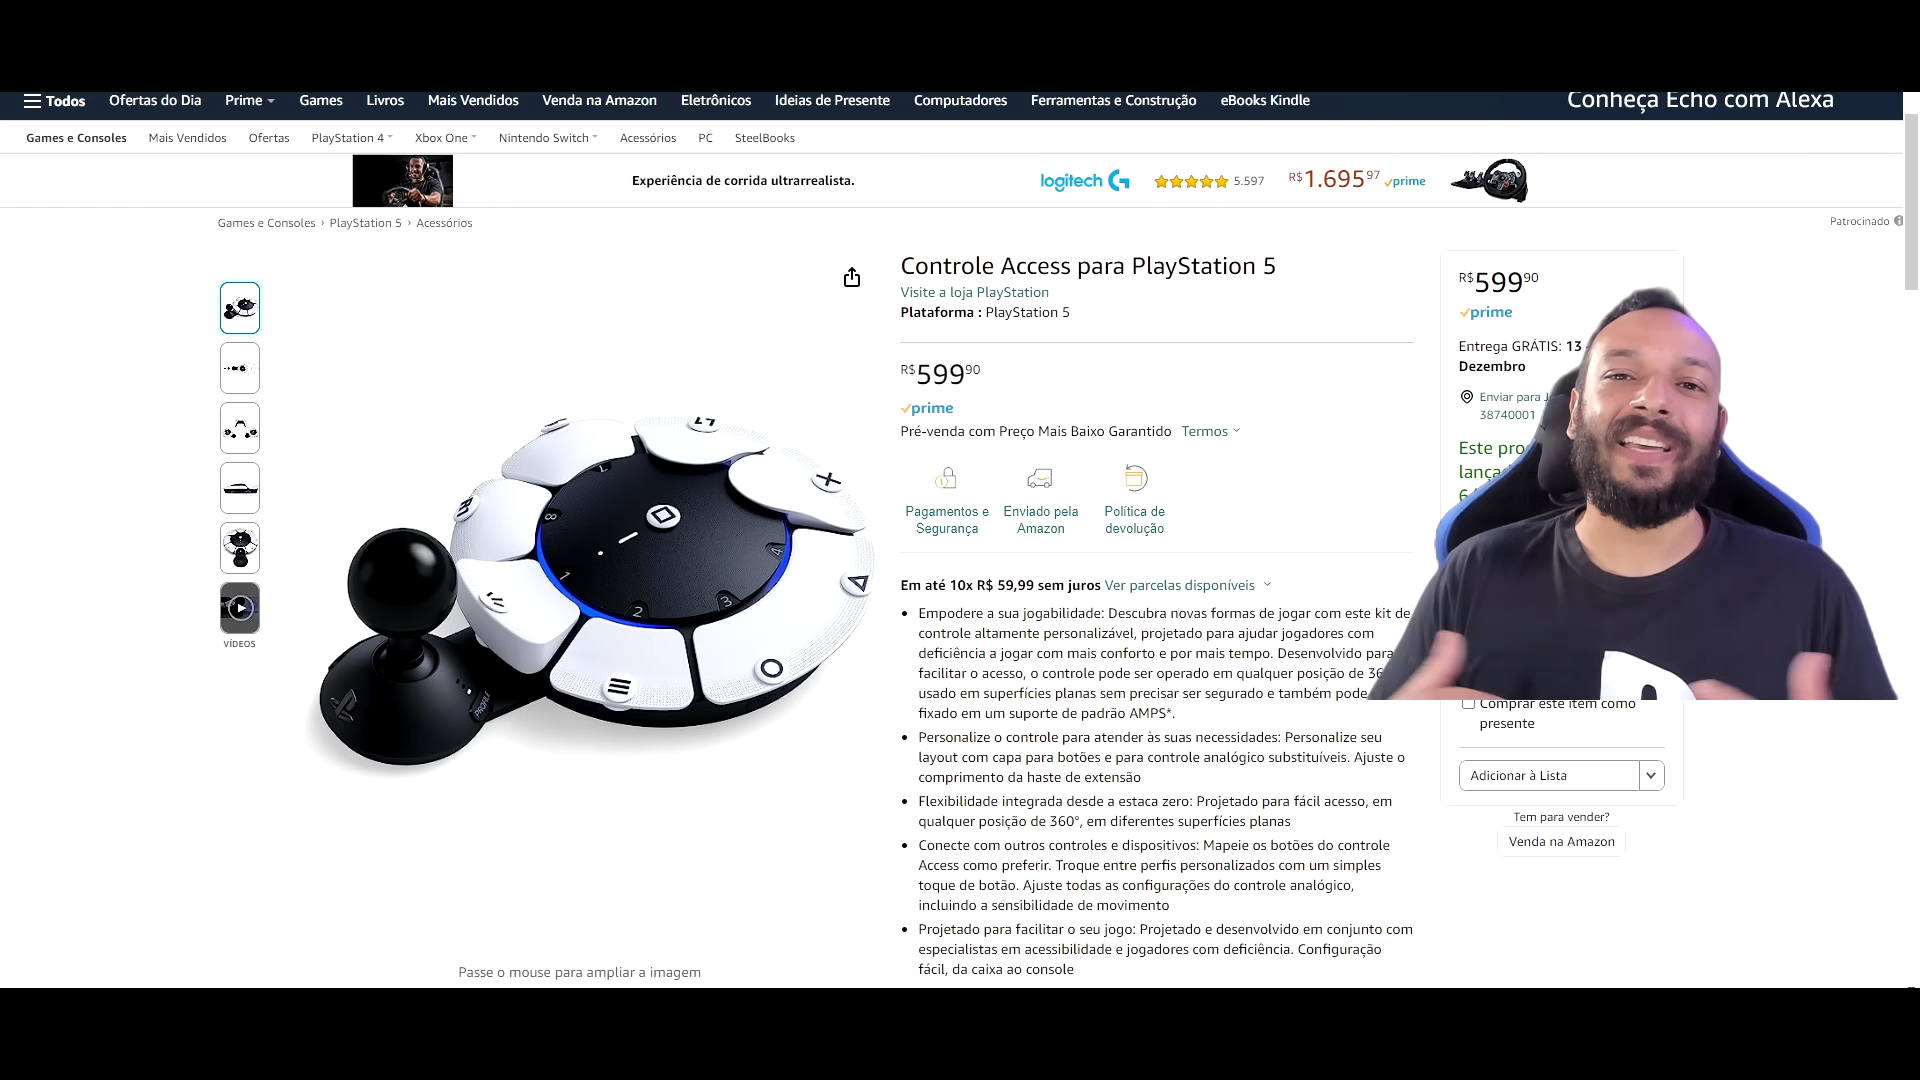 Todos Ofertas do Dia Prime Games Livros Mais Vendidos Venda na Amazon Eletrônicos Ideias de Presente Computadores Ferramentas e Construção eBooks Kindle Conheça Echo com Alexa
Games e Consoles Mais Vendidos Ofertas PlayStation 4 Xbox One Nintendo Switch Acessórios PC SteelBooks
Experiência de corrida ultrarrealista. logitech G 5.597 R$1.69597 prime
Games e Consoles › PlayStation 5 › Acessórios
Patrocinado
VÍDEOS
L1
R1
PROFILE
8
1
2
3
4
Passe o mouse para ampliar a imagem
Controle Access para PlayStation 5
Visite a loja PlayStation
Plataforma : PlayStation 5
R$59990
prime
Pré-venda com Preço Mais Baixo Garantido Termos
Pagamentos e Segurança
Enviado pela Amazon
Política de devolução
Em até 10x R$ 59,99 sem juros Ver parcelas disponíveis
• Empodere a sua jogabilidade: Descubra novas formas de jogar com este kit de
controle altamente personalizável, projetado para ajudar jogadores com
deficiência a jogar com mais conforto e por mais tempo. Desenvolvido para
facilitar o acesso, o controle pode ser operado em qualquer posição de 36
usado em superfícies planas sem precisar ser segurado e também pode
fixado em um suporte de padrão AMPS*.
• Personalize o controle para atender às suas necessidades: Personalize seu
layout com capa para botões e para controle analógico substituíveis. Ajuste o
comprimento da haste de extensão
• Flexibilidade integrada desde a estaca zero: Projetado para fácil acesso, em
qualquer posição de 360°, em diferentes superfícies planas
• Conecte com outros controles e dispositivos: Mapeie os botões do controle
Access como preferir. Troque entre perfis personalizados com um simples
toque de botão. Ajuste todas as configurações do controle analógico,
incluindo a sensibilidade de movimento
• Projetado para facilitar o seu jogo: Projetado e desenvolvido em conjunto com
especialistas em acessibilidade e jogadores com deficiência. Configuração
fácil, da caixa ao console
R$59990
prime
Entrega GRÁTIS: 13 -
Dezembro
Enviar para J
38740001
Este pro
lança
Comprar este item como
presente
Adicionar à Lista
Tem para vender?
Venda na Amazon